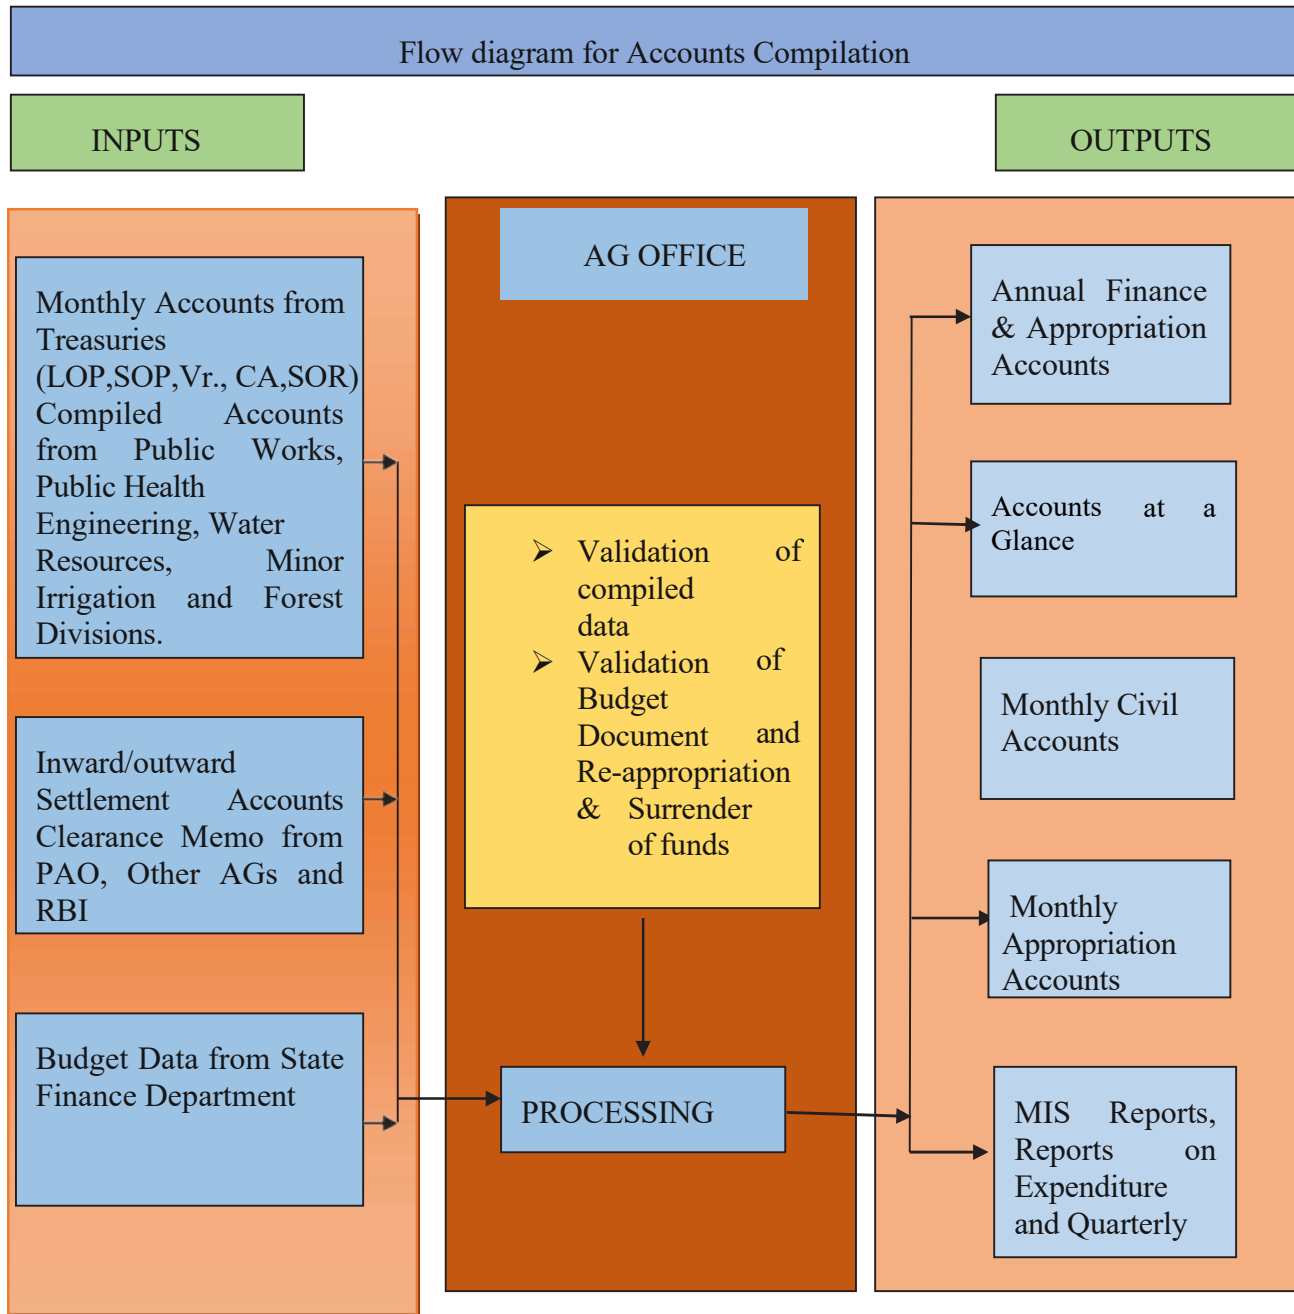 Flow diagram for Accounts Compilation
INPUTS
OUTPUTS
Monthly Accounts from
Treasuries
(LOP,SOP,Vr., CA,SOR)
Compiled Accounts
from Public Works,
Public Health
Engineering, Water
Resources, Minor
Irrigation and Forest
Divisions.
Inward/outward
Settlement Accounts
Clearance Memo from
PAO, Other AGs and
RBI
Budget Data from State
Finance Department
AG OFFICE
➢ Validation of
compiled
data
➢ Validation of
Budget
Document and
Re-appropriation
& Surrender
of funds
PROCESSING
Annual Finance
& Appropriation
Accounts
Accounts at a
Glance
Monthly Civil
Accounts
Monthly
Appropriation
Accounts
MIS Reports,
Reports on
Expenditure
and Quarterly